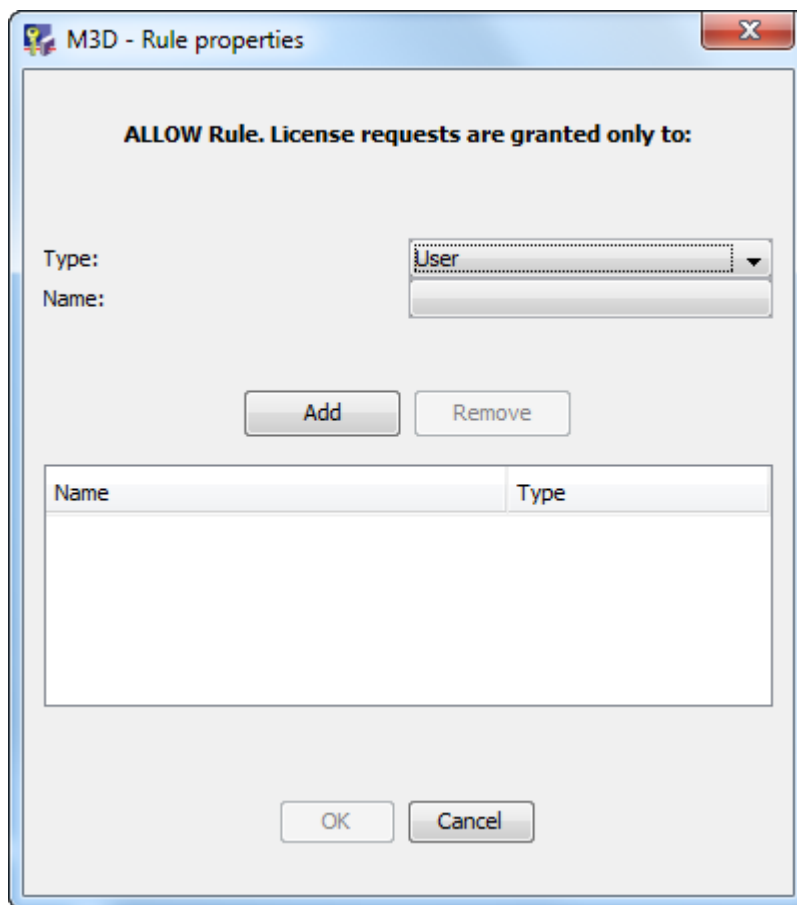 M3D - Rule properties
ALLOW Rule. License requests are granted only to:
Type: User
Name:
Add Remove
Name Type
OK Cancel